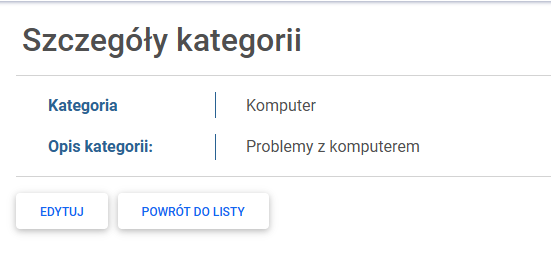 Szczegóły kategorii
Kategoria Komputer
Opis kategorii: Problemy z komputerem
EDYTUJ POWRÓT DO LISTY